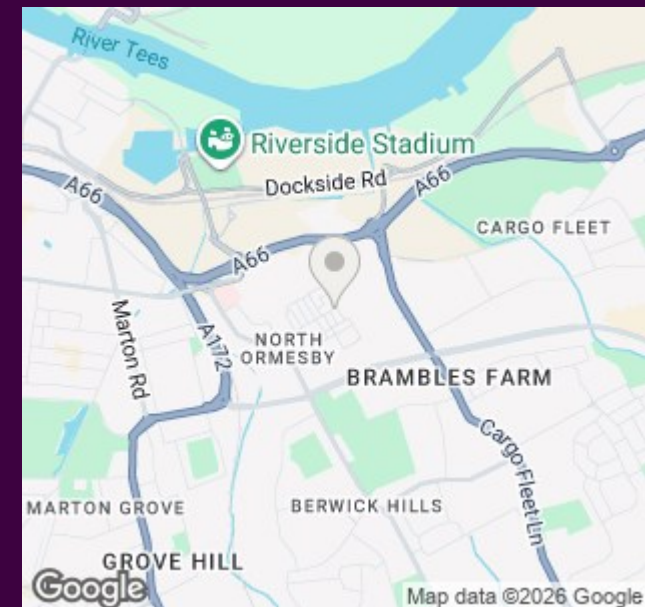 River Tees
Riverside Stadium
Dockside Rd
A66
A66
CARGO FLEET
A66
Marton Rd
A172
NORTH
ORMESBY
BRAMBLES FARM
Cargo Fleet Ln
MARTON GROVE
BERWICK HILLS
GROVE HILL
Google
Map data ©2026 Google